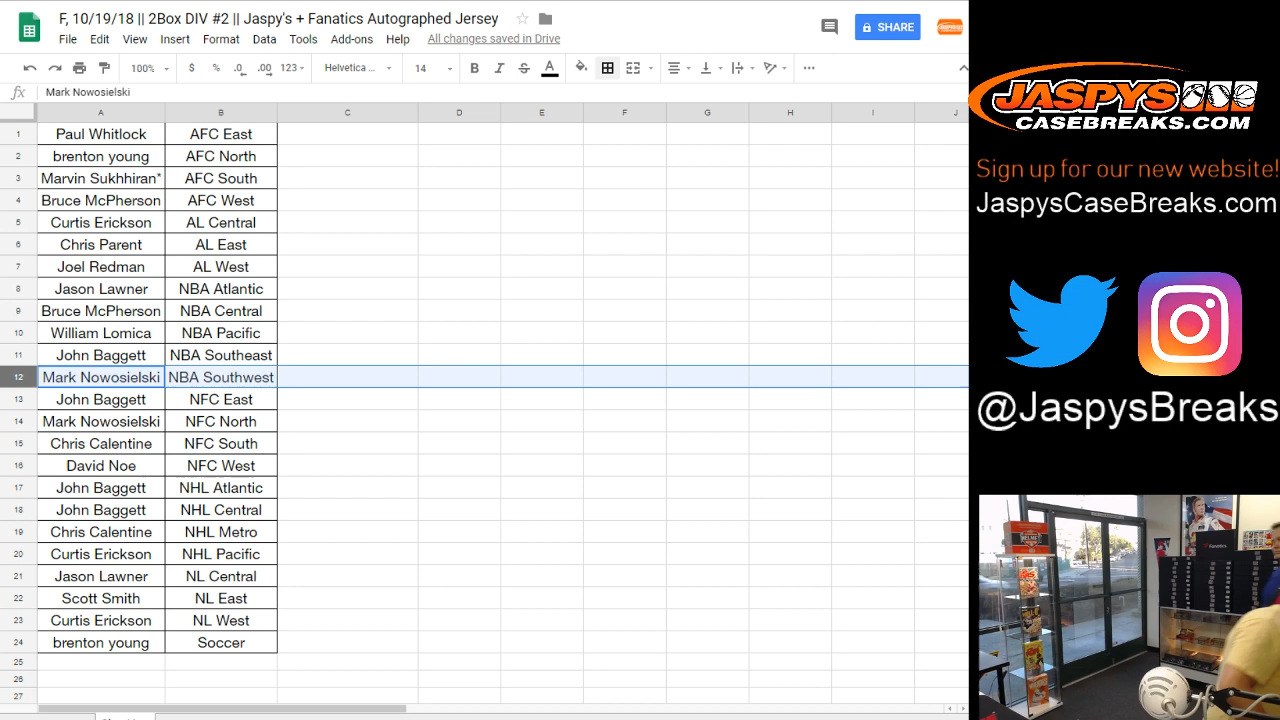 F, 10/19/18 || 2Box DIV #2 || Jaspy's + Fanatics Autographed Jersey
File Edit View Insert Format Data Tools Add-ons Help All changes saved in Drive
SHARE
100% $ % .0 .00 123 Helvetica ... 14 B I S A
fx Mark Nowosielski
A B C D E F G H I J
1 Paul Whitlock AFC East
2 brenton young AFC North
3 Marvin Sukhhiran* AFC South
4 Bruce McPherson AFC West
5 Curtis Erickson AL Central
6 Chris Parent AL East
7 Joel Redman AL West
8 Jason Lawner NBA Atlantic
9 Bruce McPherson NBA Central
10 William Lomica NBA Pacific
11 John Baggett NBA Southeast
12 Mark Nowosielski NBA Southwest
13 John Baggett NFC East
14 Mark Nowosielski NFC North
15 Chris Calentine NFC South
16 David Noe NFC West
17 John Baggett NHL Atlantic
18 John Baggett NHL Central
19 Chris Calentine NHL Metro
20 Curtis Erickson NHL Pacific
21 Jason Lawner NL Central
22 Scott Smith NL East
23 Curtis Erickson NL West
24 brenton young Soccer
25
26
27
JASPYS
CASEBREAKS.COM
Sign up for our new website!
JaspysCaseBreaks.com
@JaspysBreaks
Fanatics